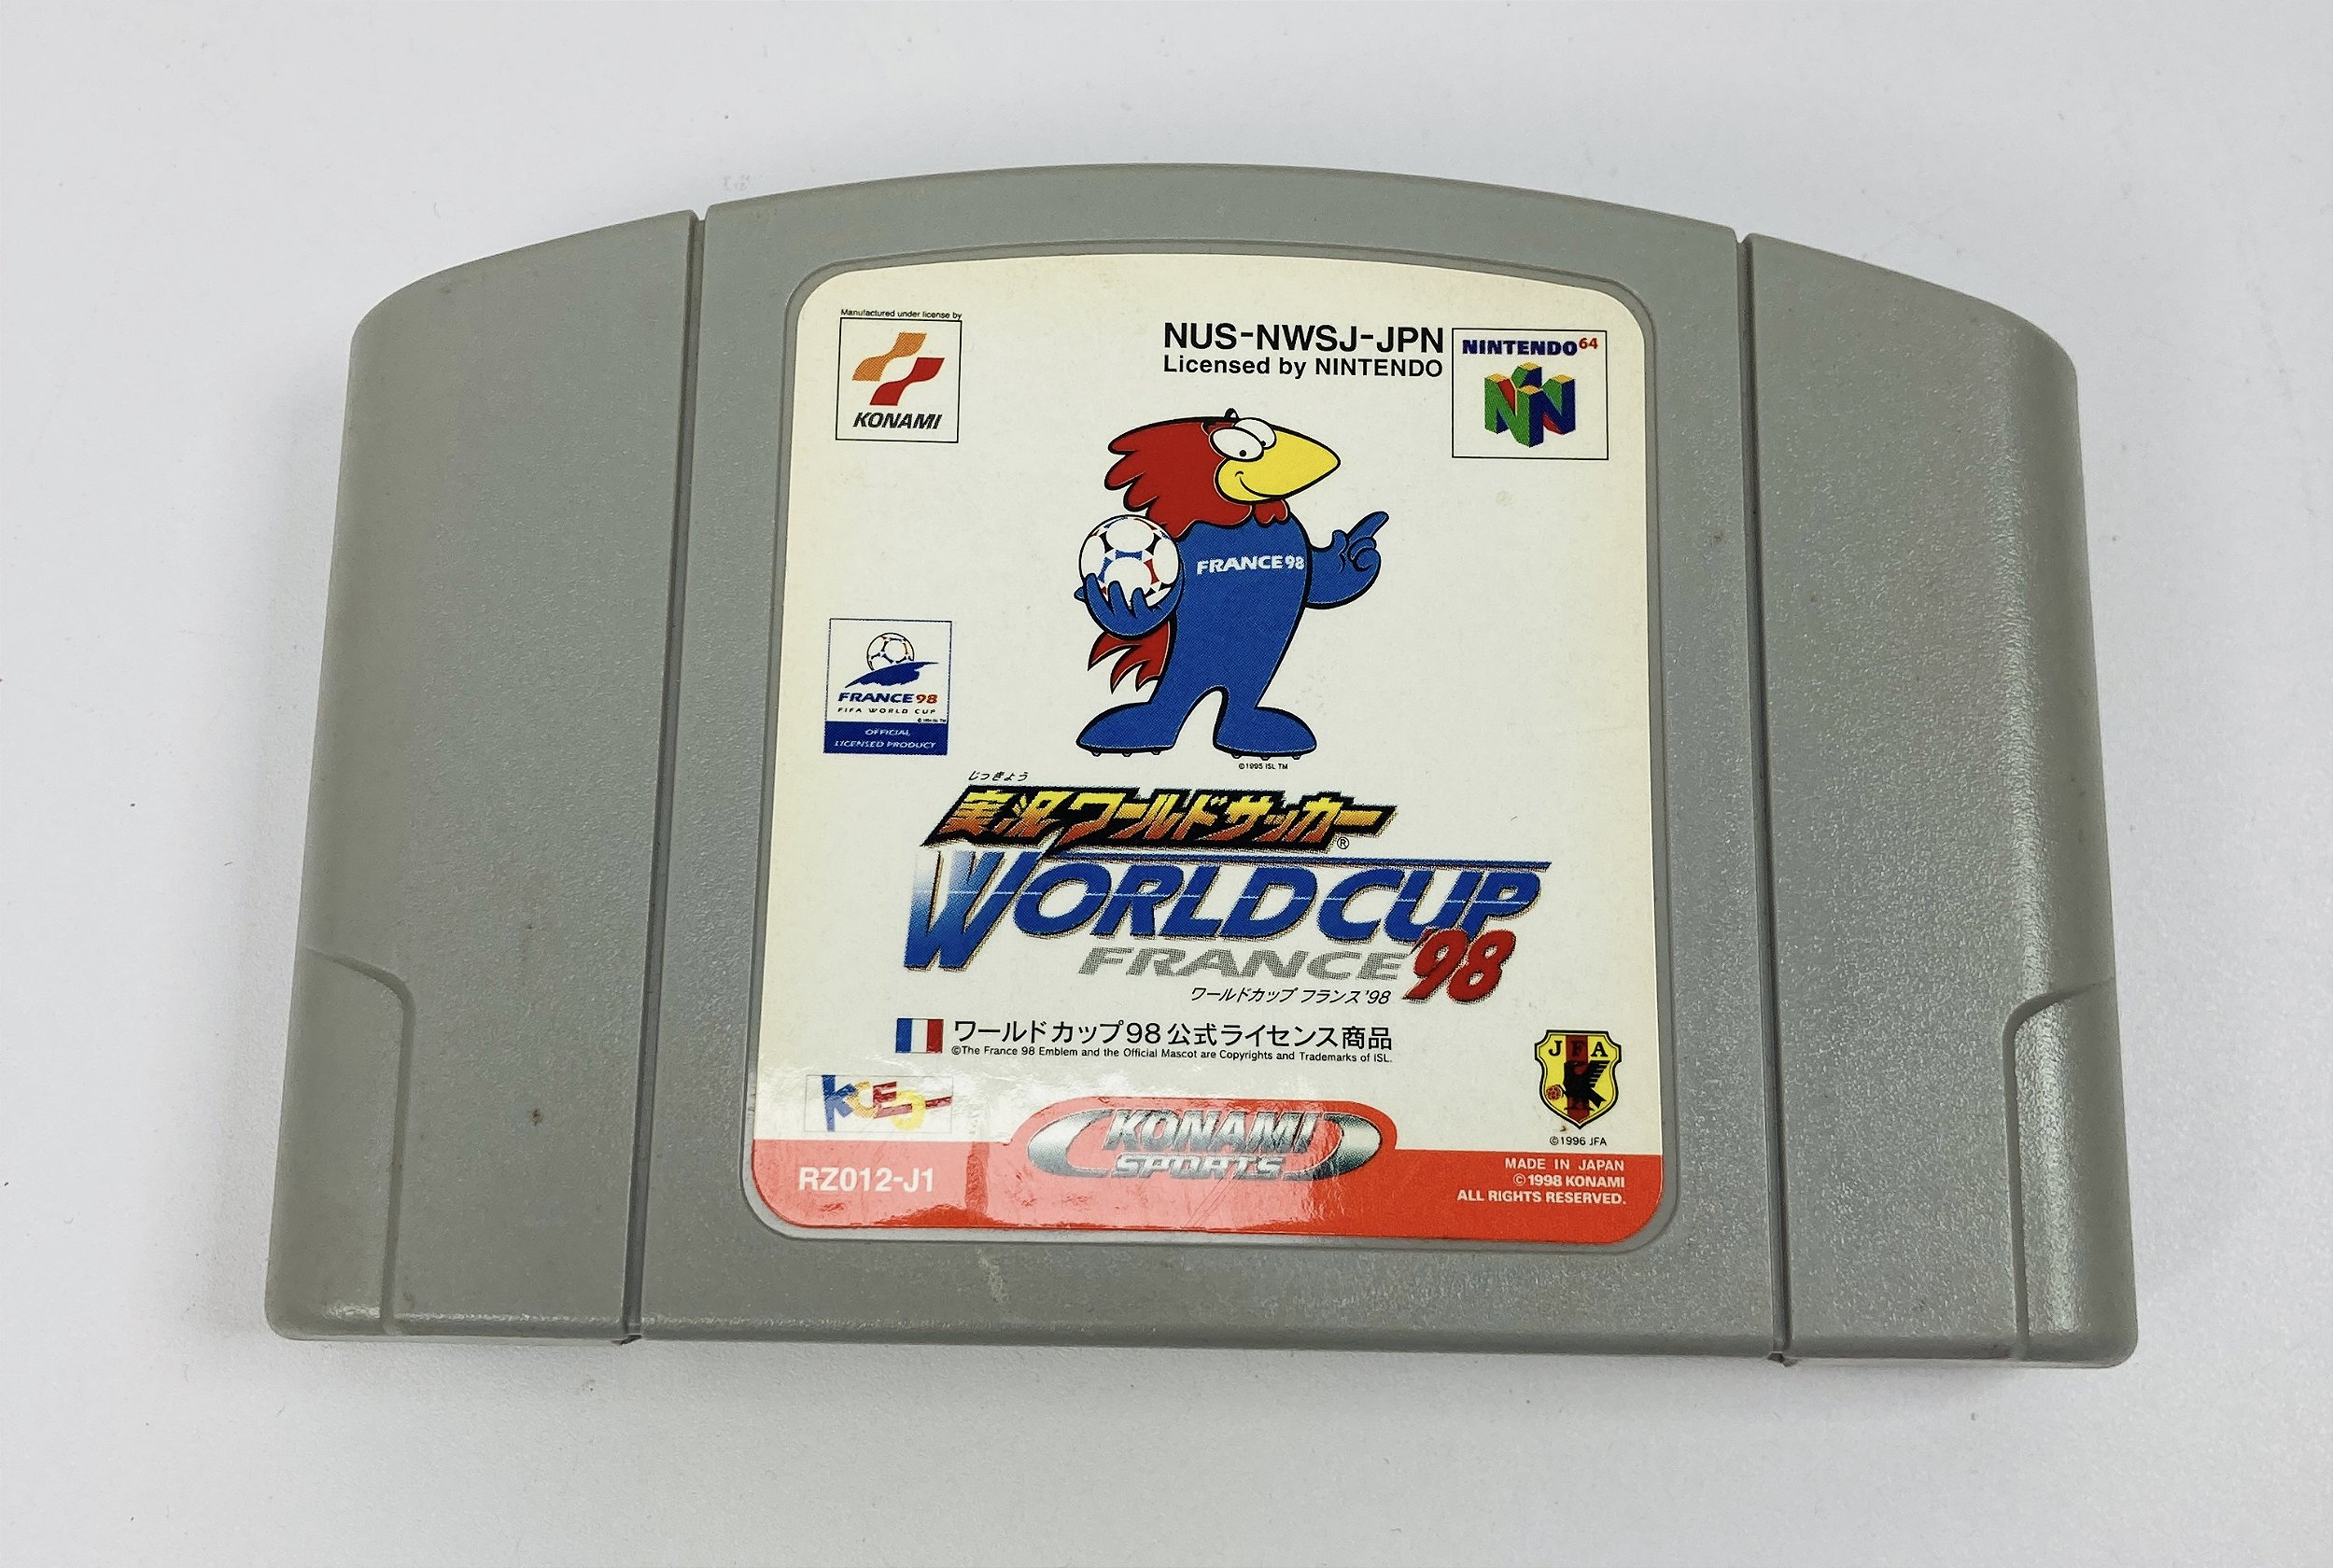 Manufactured under license by
KONAMI
NUS-NWSJ-JPN
Licensed by NINTENDO
NINTENDO64
FRANCE98
FRANCE98
FIFA WORLD CUP
OFFICIAL
LICENSED PRODUCT
©1995 ISL TM
じっきょう
実況ワールドサッカー®
WORLD CUP
FRANCE '98
ワールドカップ フランス'98
ワールドカップ98公式ライセンス商品
©The France 98 Emblem and the Official Mascot are Copyrights and Trademarks of ISL.
JFA
©1996 JFA
KCEO
KONAMI
SPORTS
RZ012-J1
MADE IN JAPAN
©1998 KONAMI
ALL RIGHTS RESERVED.